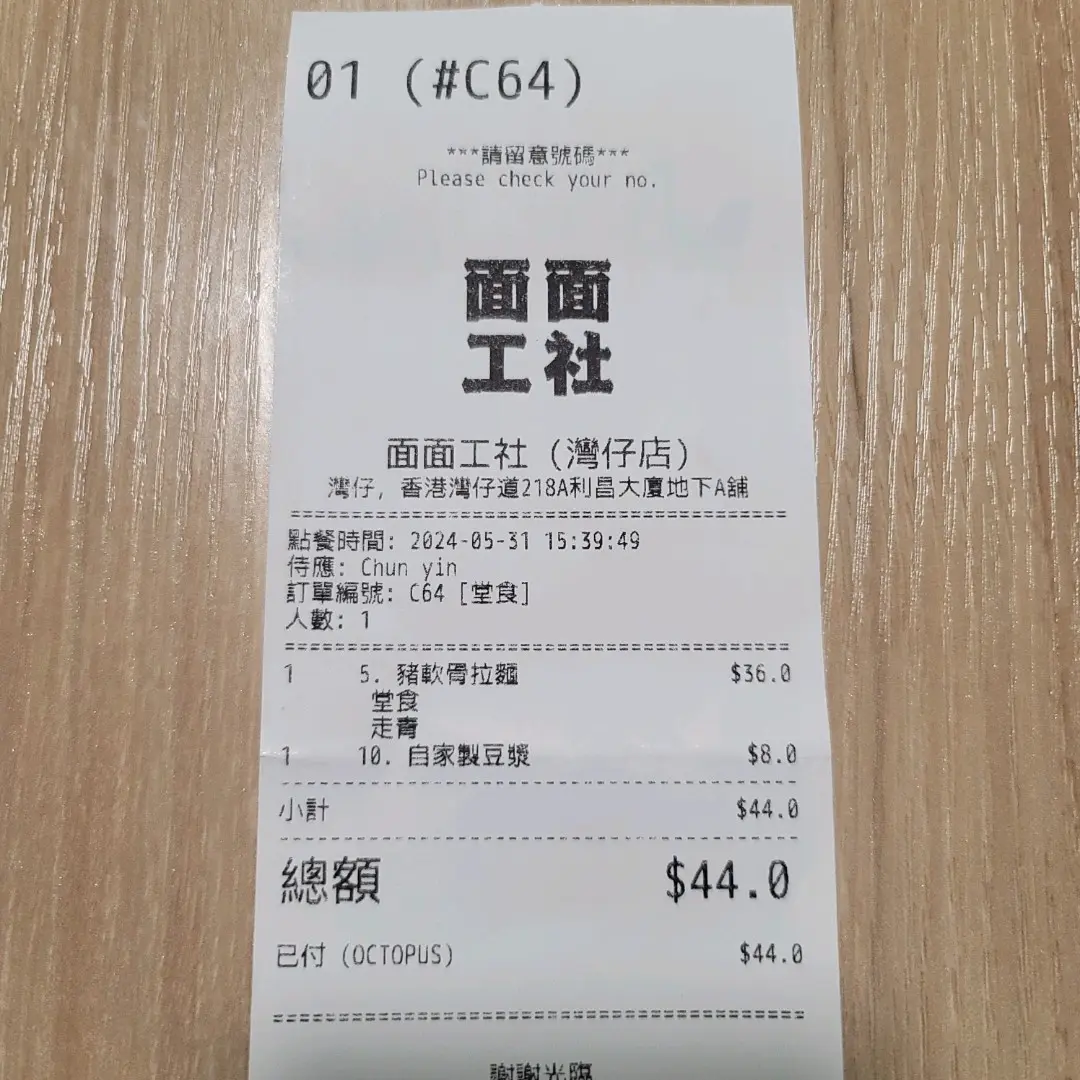 01 (#C64)
***請留意號碼***
Please check your no.
面面
工社
面面工社 (灣仔店)
灣仔, 香港灣仔道218A利昌大廈地下A舖
點餐時間: 2024-05-31 15:39:49
侍應: Chun yin
訂單編號: C64 [堂食]
人數: 1
1 5. 豬軟骨拉麵 $36.0
堂食
走青
1 10. 自家製豆漿 $8.0
小計 $44.0
總額 $44.0
已付 (OCTOPUS) $44.0
謝謝光臨